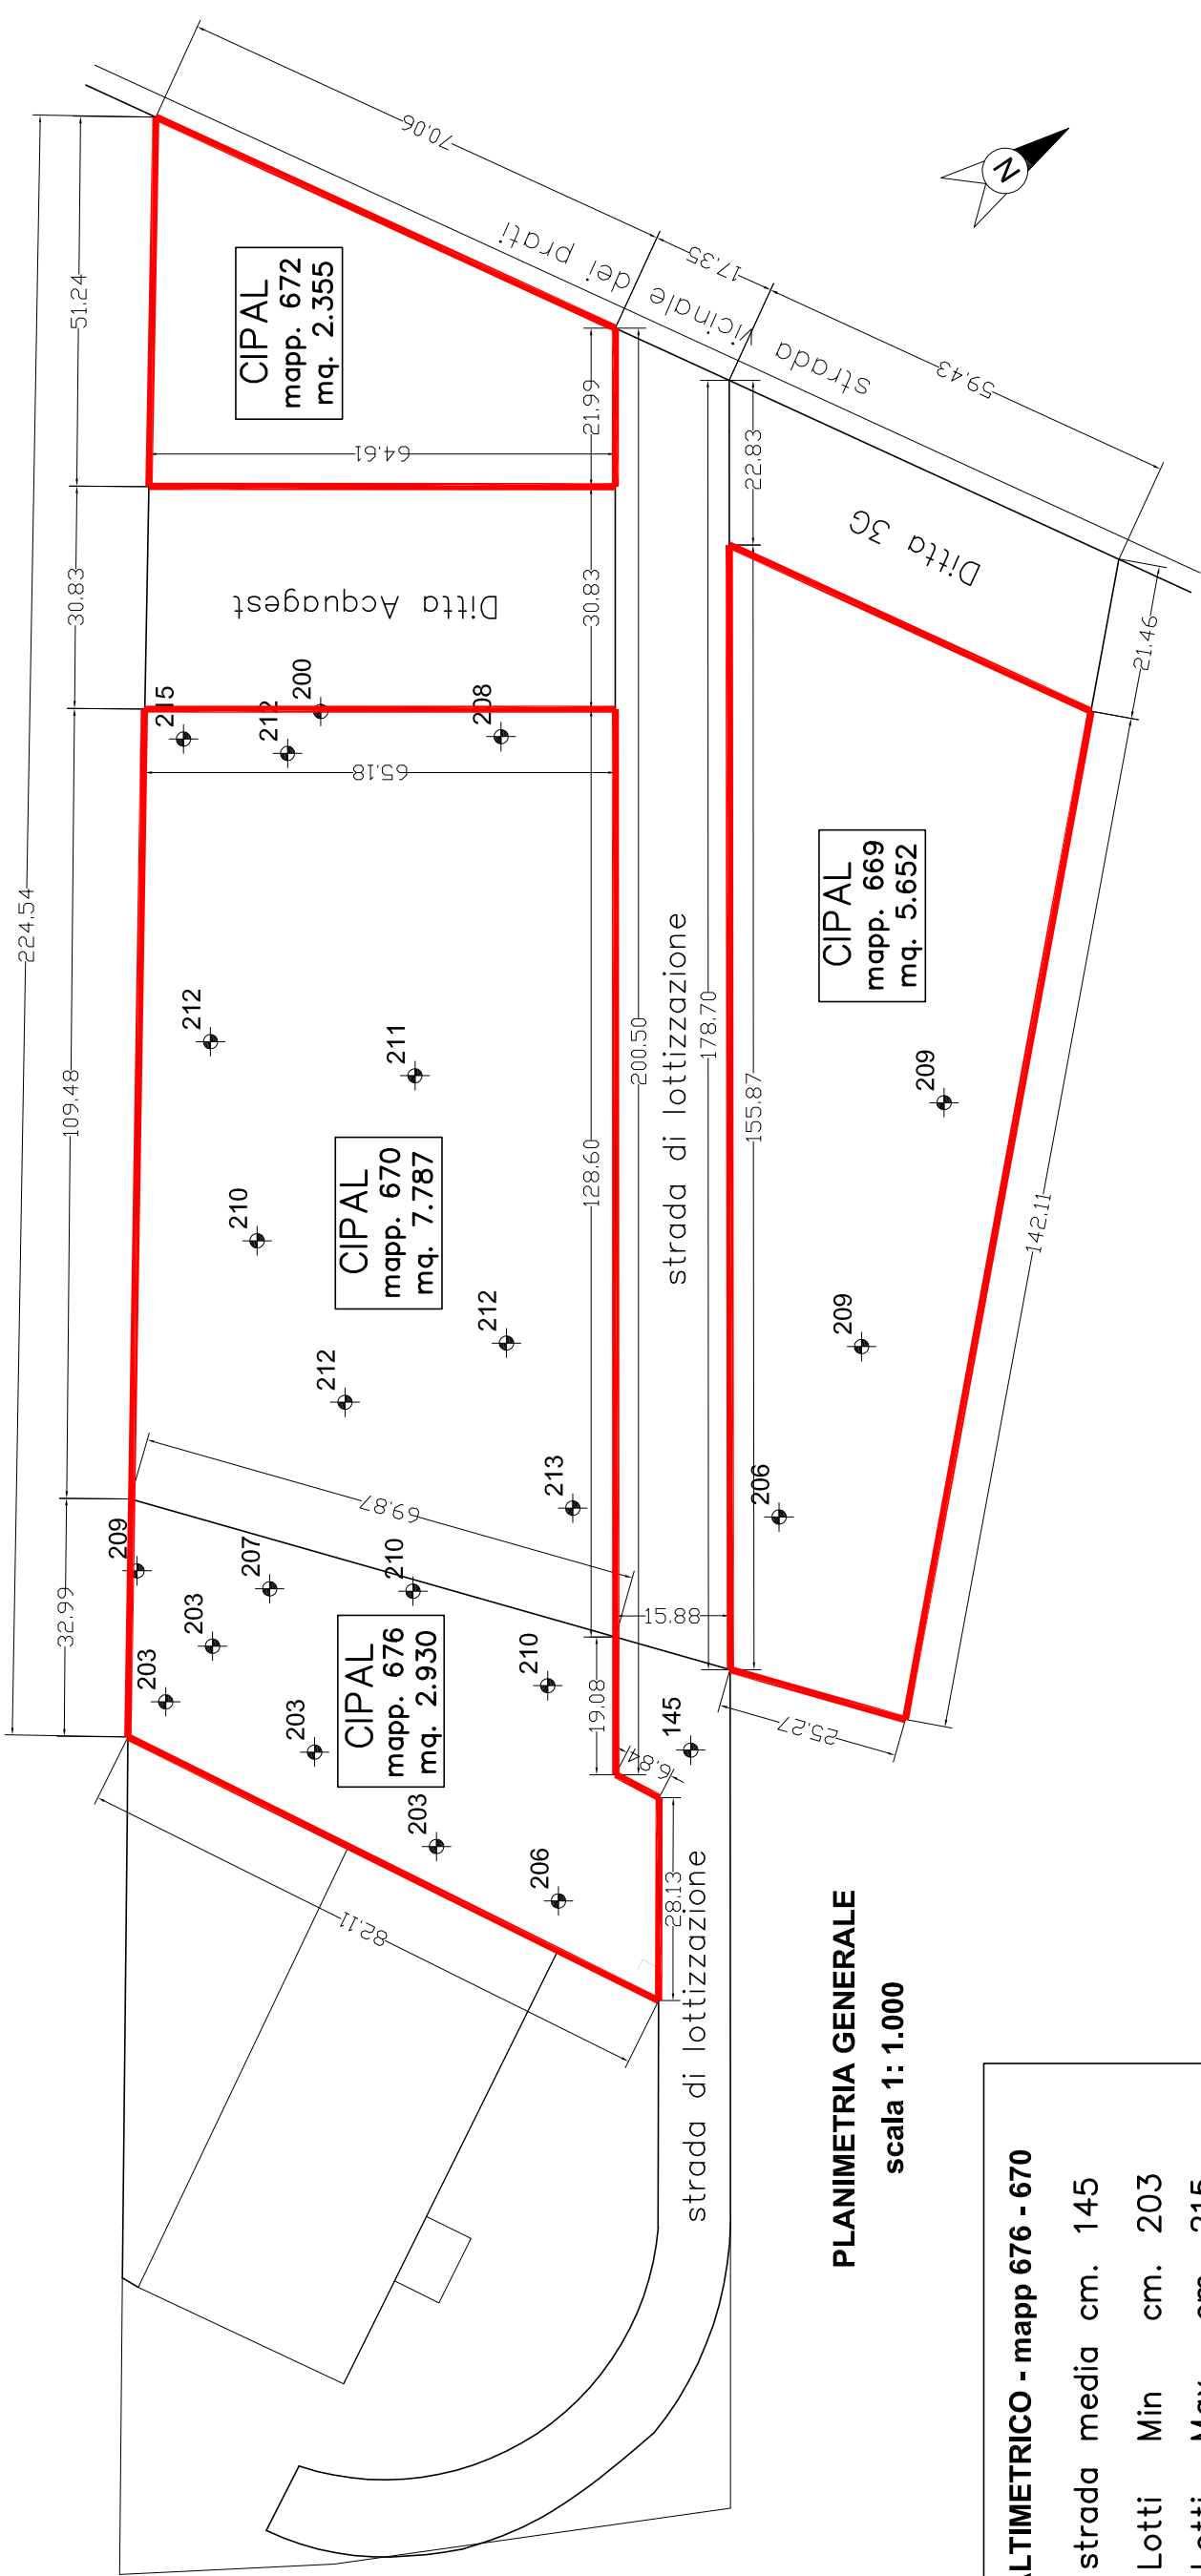 224.54
51.24
30.83
109.48
32.99
70.06
17.35
59.43
strada vicinale dei prati
N
CIPAL
mapp. 672
mq. 2.355
64.61
21.99
30.83
Ditta Acquagest
22.83
Ditta 3G
21.46
215
212
200
208
65.18
212
211
210
212
212
213
CIPAL
mapp. 670
mq. 7.787
128.60
200.50
strada di lottizzazione
178.70
155.87
CIPAL
mapp. 669
mq. 5.652
209
209
206
142.11
69.87
209
207
210
203
203
203
203
210
206
CIPAL
mapp. 676
mq. 2.930
15.88
19.08
6.84
145
25.27
28.13
82.11
strada di lottizzazione
PLANIMETRIA GENERALE
scala 1: 1.000
LTIMETRICO - mapp 676 - 670
strada media cm. 145
Lotti Min cm. 203